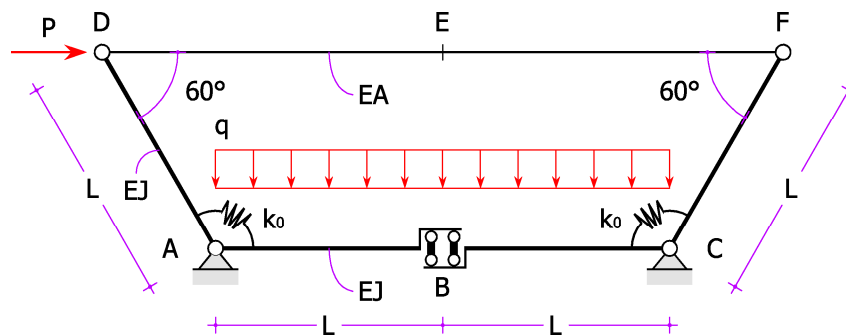 P D E F
60° EA 60°
q
L EJ L
k₀ k₀
A C
EJ B
L L